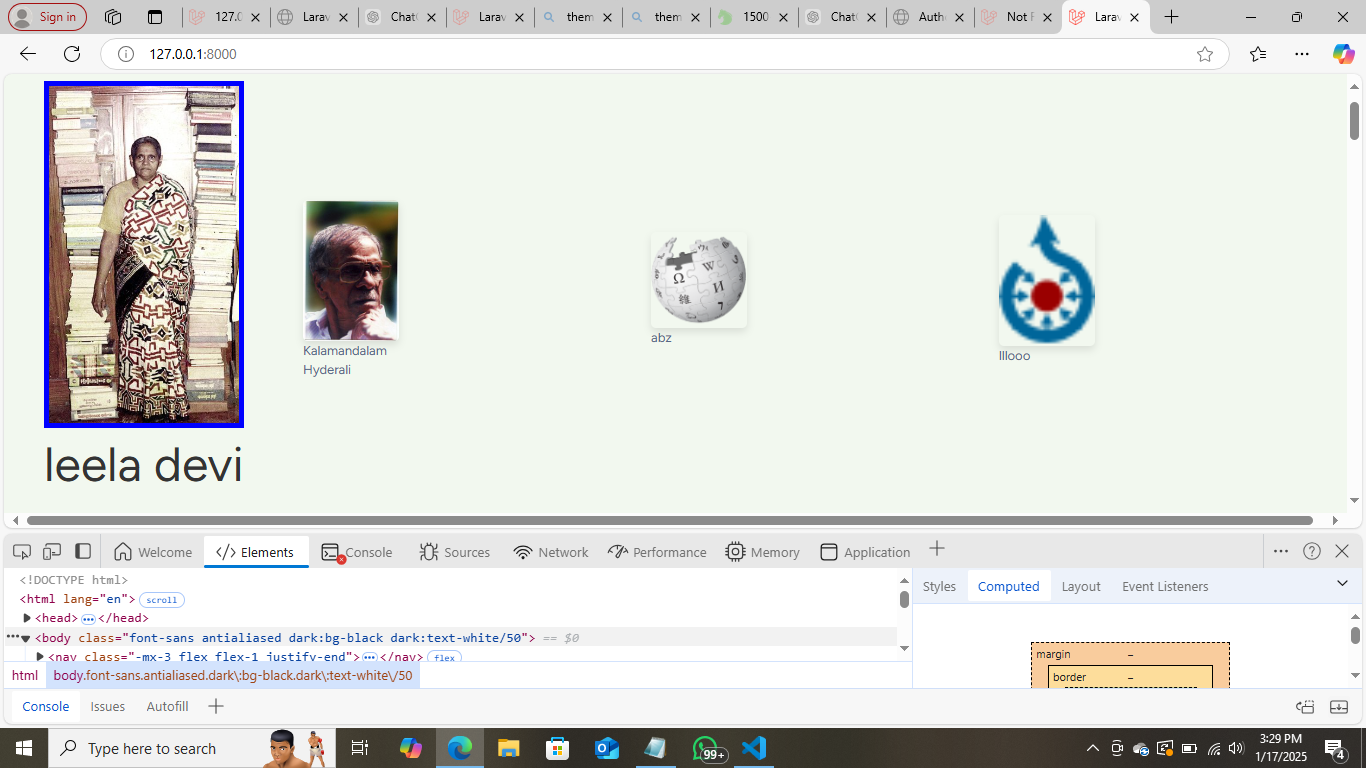 Sign in
127.0
Larav
ChatG
Larav
them
them
1500
ChatG
Auth
Not F
Larav
127.0.0.1:8000
Kalamandalam
Hyderali
abz
Illooo
leela devi
Welcome
Elements
Console
Sources
Network
Performance
Memory
Application
<!DOCTYPE html>
<html lang="en"> scroll
<head> ••• </head>
<body class="font-sans antialiased dark:bg-black dark:text-white/50"> == $0
<nav class="-mx-3 flex flex-1 justify-end"> ••• </nav> flex
html body.font-sans.antialiased.dark\:bg-black.dark\:text-white\/50
Styles
Computed
Layout
Event Listeners
margin –
border –
Console
Issues
Autofill
Type here to search
99+
3:29 PM
1/17/2025
4